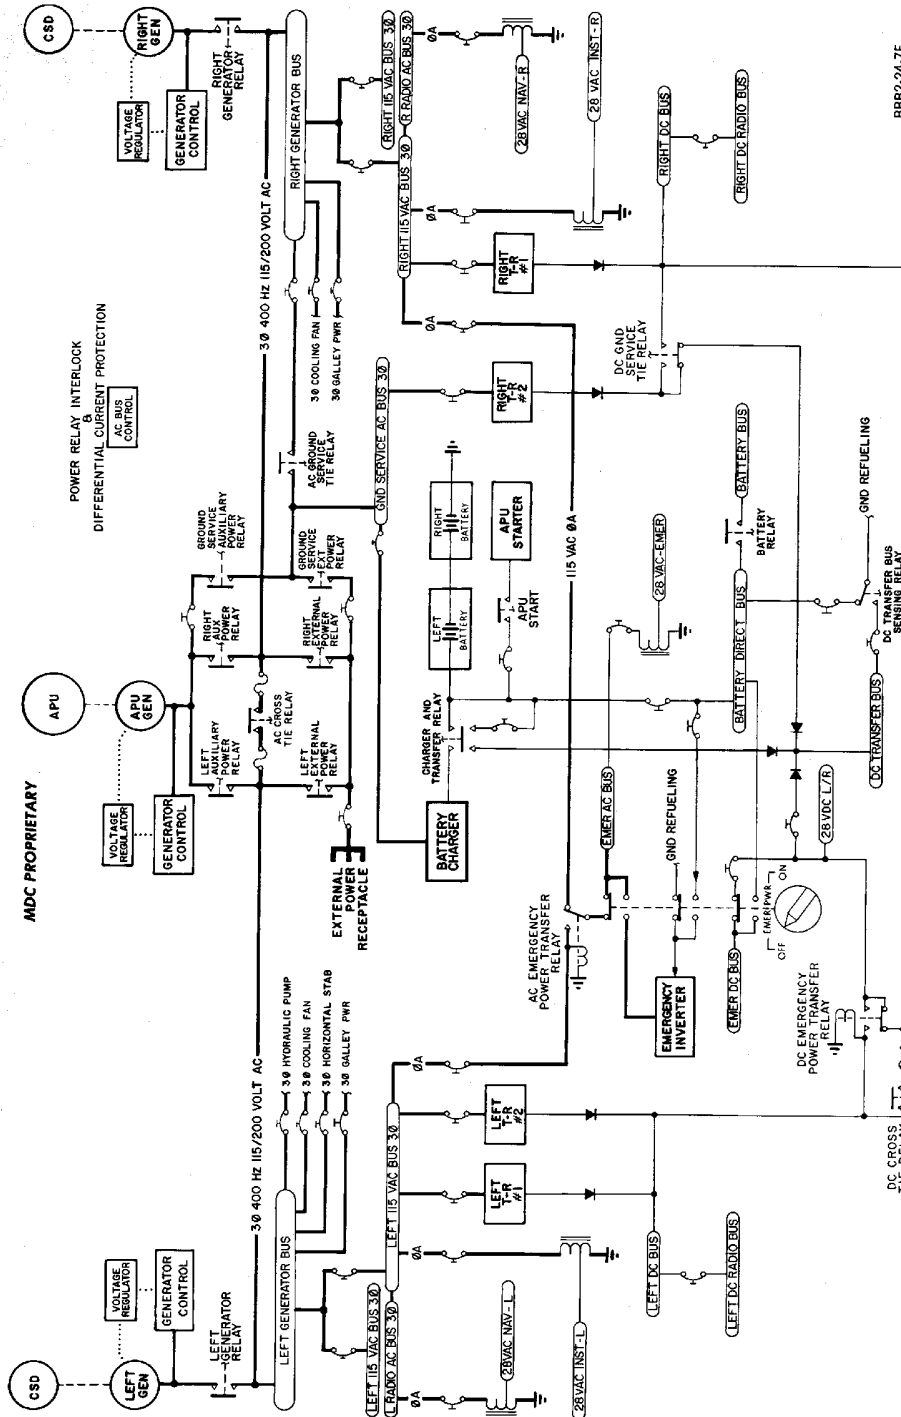 MDC PROPRIETARY
CSD
LEFT
GEN
VOLTAGE
REGULATOR
GENERATOR
CONTROL
LEFT
GENERATOR
RELAY
30 400 Hz 115/200 VOLT AC
APU
APU
GEN
VOLTAGE
REGULATOR
GENERATOR
CONTROL
LEFT
AUXILIARY
POWER
RELAY
RIGHT
AUX
POWER
RELAY
GROUND
SERVICE
AUXILIARY
POWER
RELAY
AC CROSS
TIE RELAY
LEFT
EXTERNAL
POWER
RELAY
RIGHT
EXTERNAL
POWER
RELAY
GROUND
SERVICE
EXT
POWER
RELAY
EXTERNAL
POWER
RECEPTACLE
POWER RELAY INTERLOCK
&
DIFFERENTIAL CURRENT PROTECTION
AC BUS
CONTROL
CSD
RIGHT
GEN
VOLTAGE
REGULATOR
GENERATOR
CONTROL
RIGHT
GENERATOR
RELAY
30 400 Hz 115/200 VOLT AC
LEFT GENERATOR BUS
3Ø HYDRAULIC PUMP
3Ø COOLING FAN
3Ø HORIZONTAL STAB
3Ø GALLEY PWR
RIGHT GENERATOR BUS
3Ø COOLING FAN
3Ø GALLEY PWR
AC GROUND
SERVICE
TIE RELAY
GND SERVICE AC BUS 3Ø
LEFT 115 VAC BUS 3Ø
L RADIO AC BUS 3Ø
LEFT 115 VAC BUS 3Ø
RIGHT 115 VAC BUS 3Ø
RIGHT 115 VAC BUS 3Ø
R RADIO AC BUS 3Ø
ØA
ØA
ØA
ØA
ØA
ØA
28VAC NAV-L
28VAC INST-L
LEFT
T-R
#1
LEFT
T-R
#2
BATTERY
CHARGER
CHARGER AND
TRANSFER RELAY
LEFT
BATTERY
RIGHT
BATTERY
APU
START
APU
STARTER
RIGHT
T-R
#2
RIGHT
T-R
#1
28VAC NAV-R
28 VAC INST-R
115 VAC ØA
AC EMERGENCY
POWER TRANSFER
RELAY
EMER AC BUS
28 VAC-EMER
GND REFUELING
EMERGENCY
INVERTER
EMER DC BUS
OFF
EMER PWR
ON
28 VDC L/R
DC GND
SERVICE
TIE RELAY
RIGHT DC BUS
RIGHT DC RADIO BUS
BATTERY DIRECT BUS
BATTERY
RELAY
BATTERY BUS
GND REFUELING
DC TRANSFER BUS
SENSING RELAY
DC TRANSFER BUS
DC EMERGENCY
POWER TRANSFER
RELAY
LEFT DC BUS
LEFT DC RADIO BUS
DC CROSS